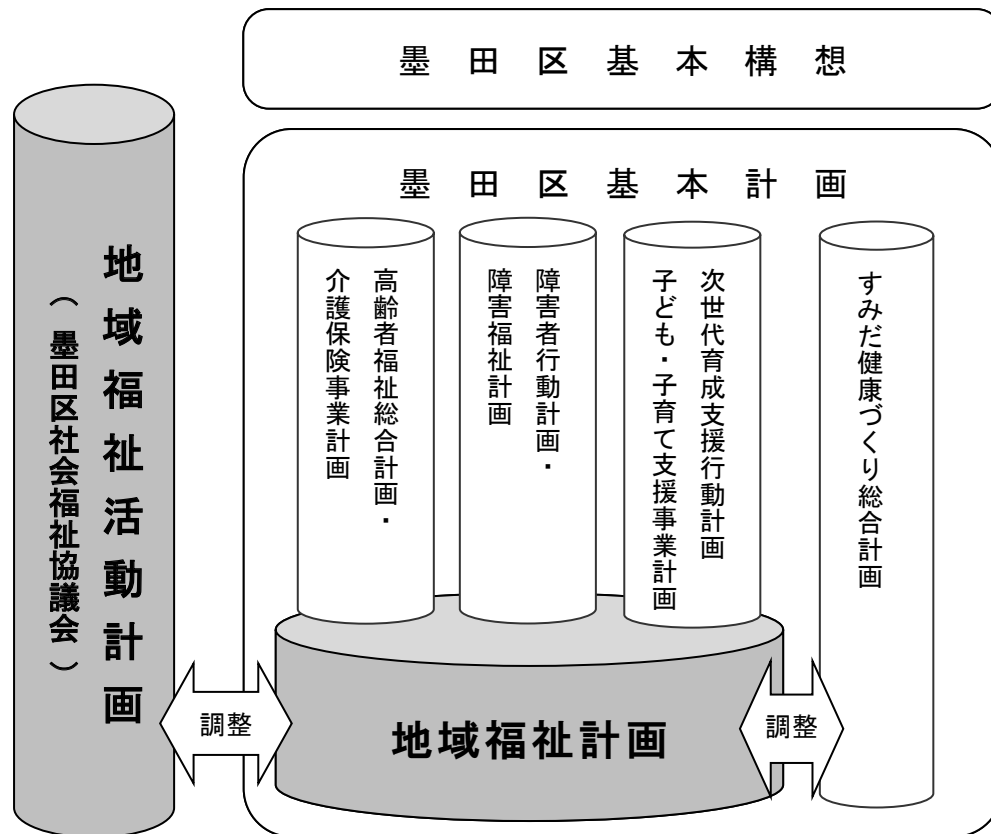 墨田区基本構想
墨田区基本計画
地域福祉活動計画
（墨田区社会福祉協議会）
高齢者福祉総合計画・
介護保険事業計画
障害者行動計画・
障害福祉計画
次世代育成支援行動計画
子ども・子育て支援事業計画
すみだ健康づくり総合計画
調整
地域福祉計画
調整